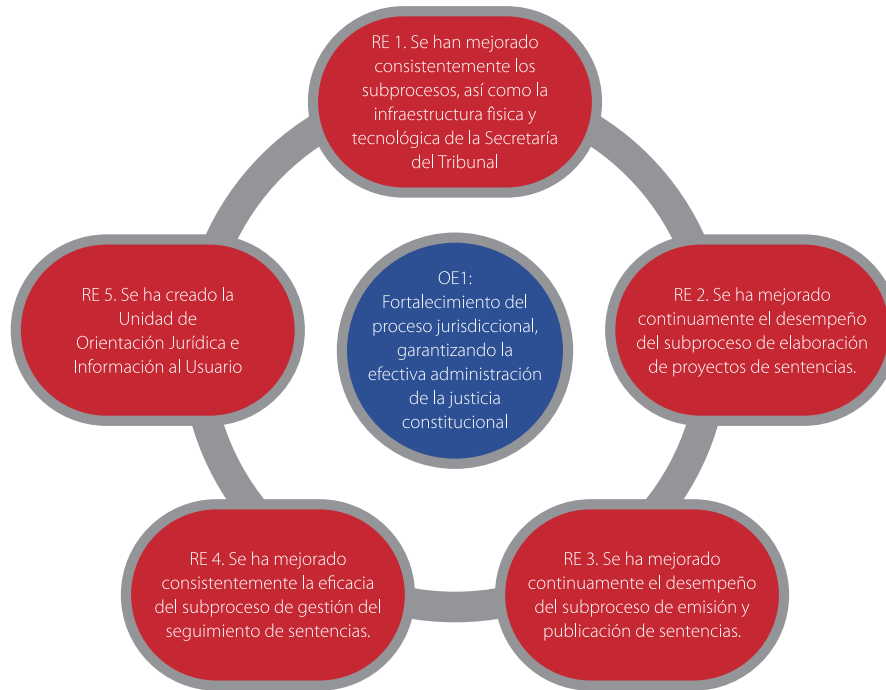 RE 1. Se han mejorado
consistentemente los
subprocesos, así como la
infraestructura fisica y
tecnológica de la Secretaría
del Tribunal
RE 5. Se ha creado la
Unidad de
Orientación Jurídica e
Información al Usuario
OE1:
Fortalecimiento del
proceso jurisdiccional,
garantizando la
efectiva administración
de la justicia
constitucional
RE 2. Se ha mejorado
continuamente el desempeño
del subproceso de elaboración
de proyectos de sentencias.
RE 4. Se ha mejorado
consistentemente la eficacia
del subproceso de gestión del
seguimiento de sentencias.
RE 3. Se ha mejorado
continuamente el desempeño
del subproceso de emisión y
publicación de sentencias.